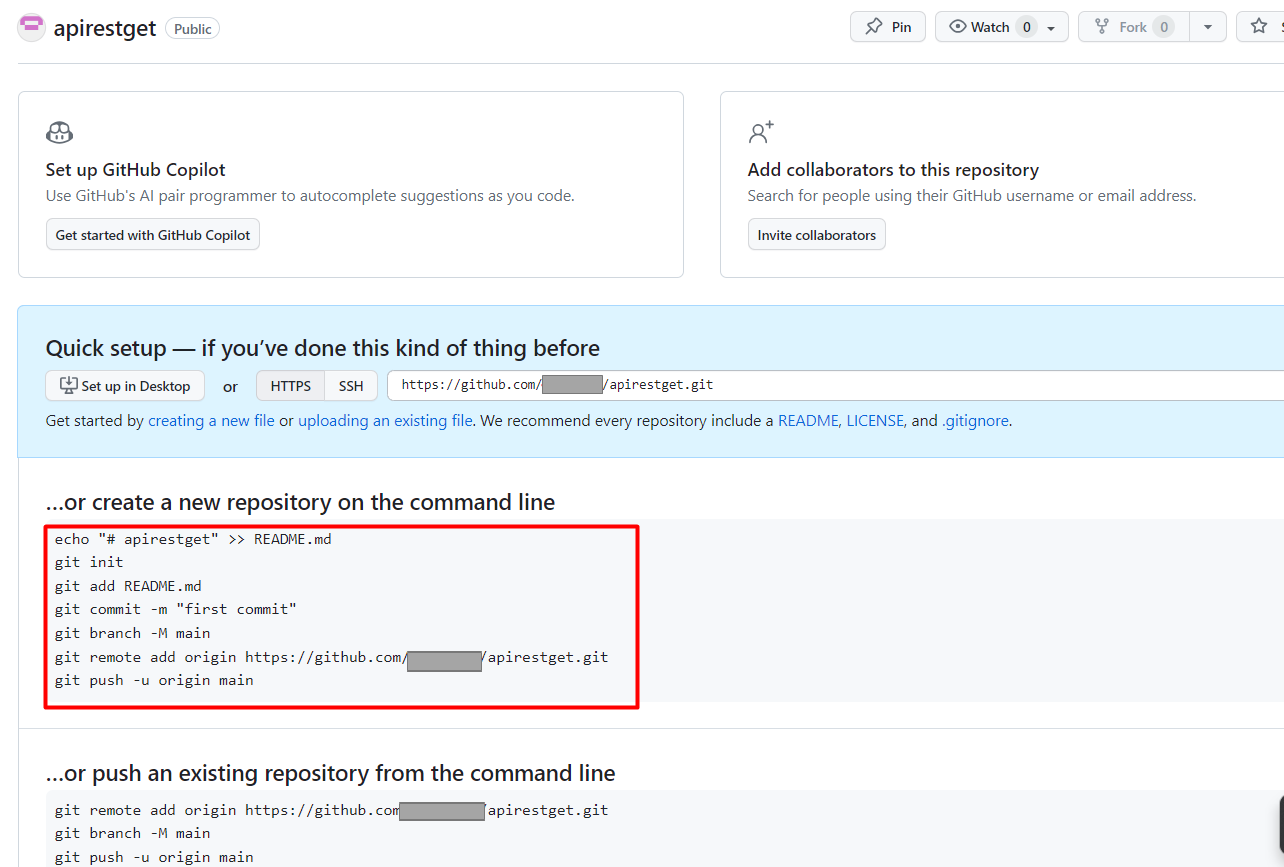 apirestget Public
Pin
Watch 0
Fork 0
Set up GitHub Copilot
Use GitHub's AI pair programmer to autocomplete suggestions as you code.
Get started with GitHub Copilot
Add collaborators to this repository
Search for people using their GitHub username or email address.
Invite collaborators
Quick setup — if you've done this kind of thing before
Set up in Desktop or HTTPS SSH https://github.com/ /apirestget.git
Get started by creating a new file or uploading an existing file. We recommend every repository include a README, LICENSE, and .gitignore.
…or create a new repository on the command line
echo "# apirestget" >> README.md
git init
git add README.md
git commit -m "first commit"
git branch -M main
git remote add origin https://github.com/ /apirestget.git
git push -u origin main
…or push an existing repository from the command line
git remote add origin https://github.com apirestget.git
git branch -M main
git push -u origin main